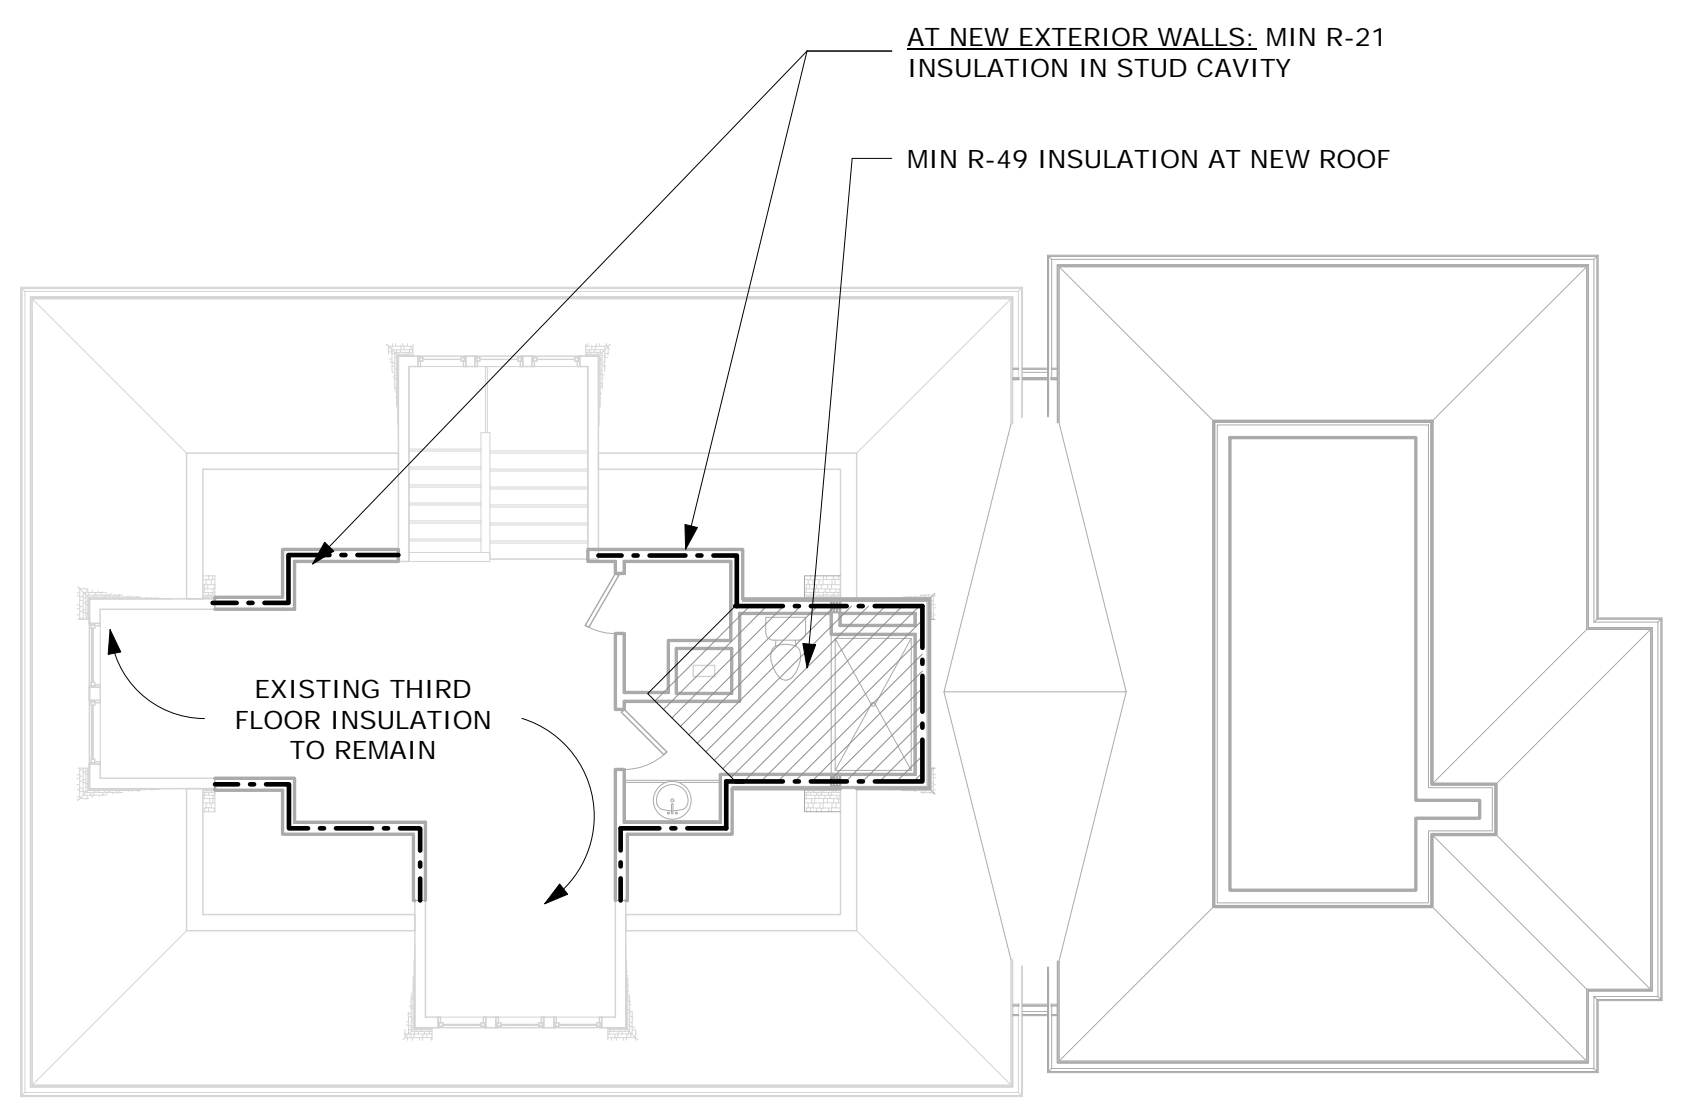 AT NEW EXTERIOR WALLS: MIN R-21
INSULATION IN STUD CAVITY
MIN R-49 INSULATION AT NEW ROOF
EXISTING THIRD
FLOOR INSULATION
TO REMAIN